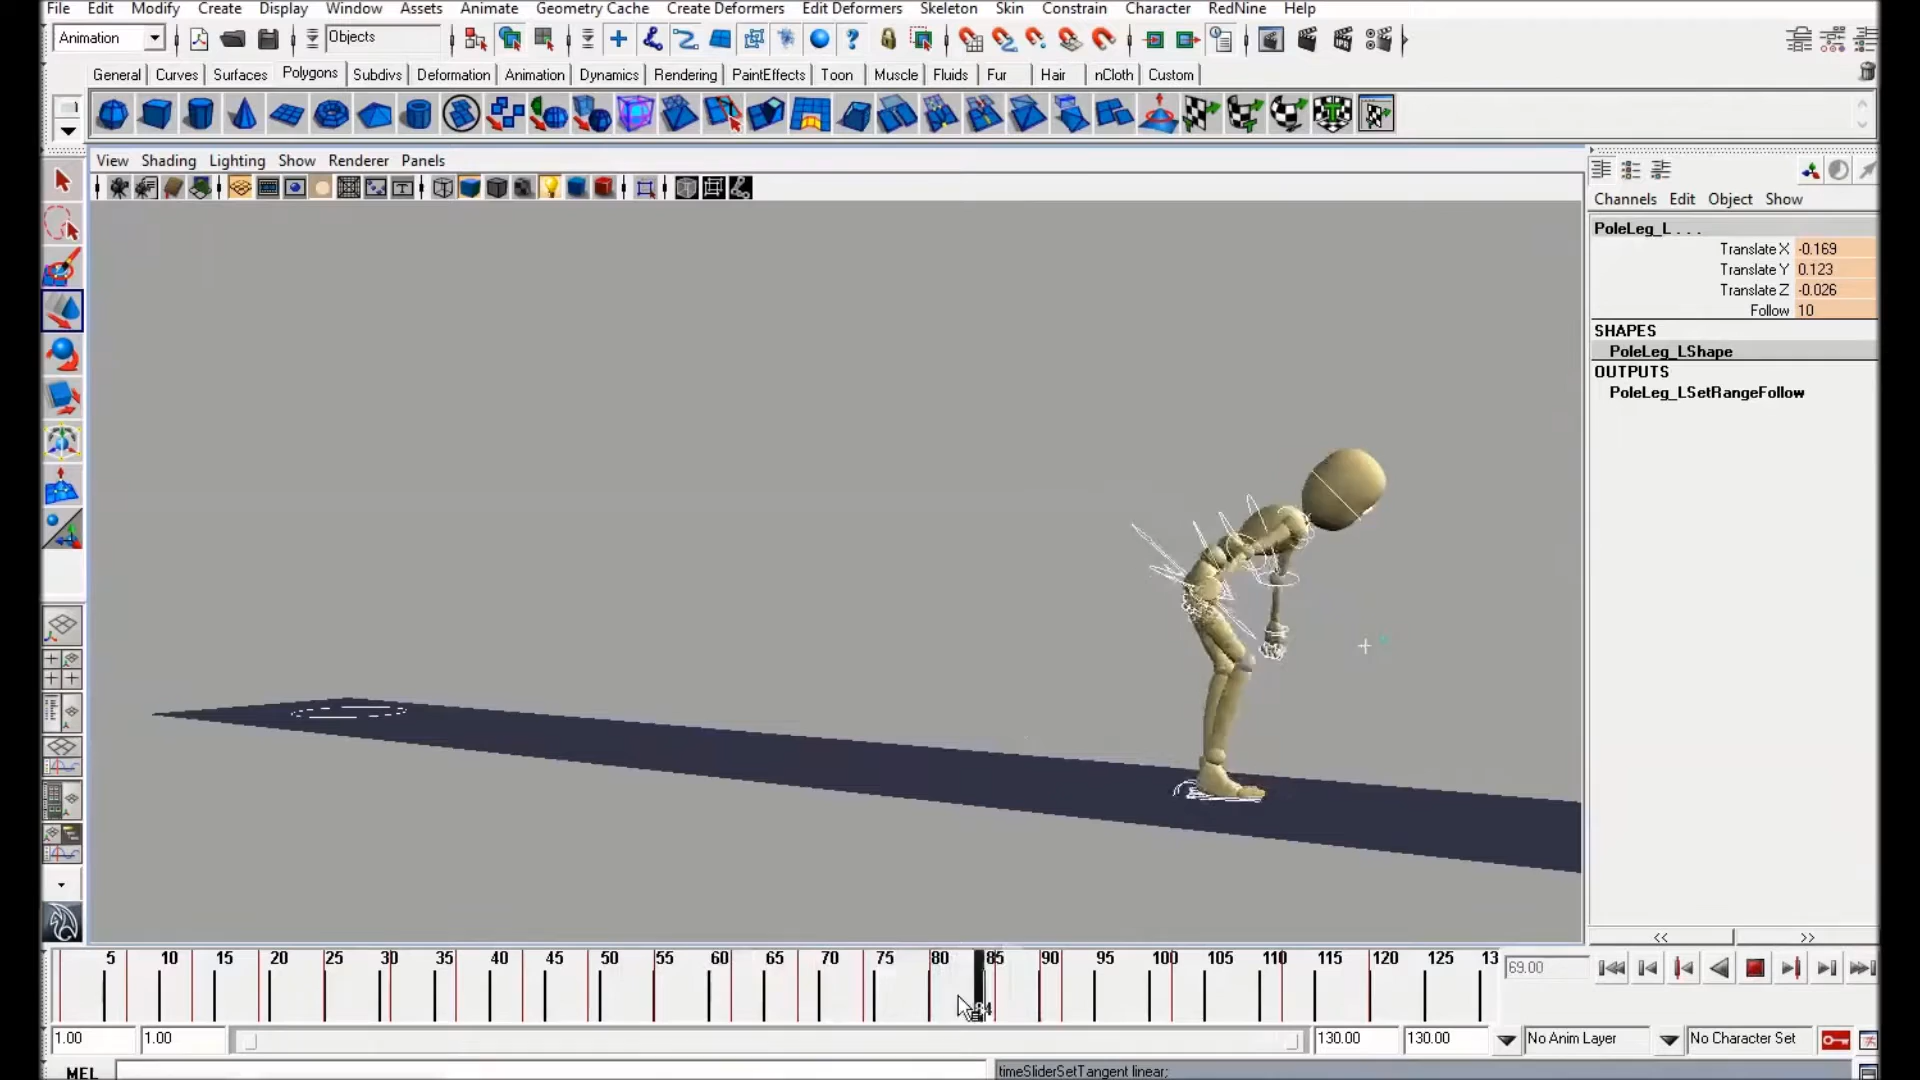 File Edit Modify Create Display Window Assets Animate Geometry Cache Create Deformers Edit Deformers Skeleton Skin Constrain Character RedNine Help
Animation Objects
General Curves Surfaces Polygons Subdivs Deformation Animation Dynamics Rendering PaintEffects Toon Muscle Fluids Fur Hair nCloth Custom
View Shading Lighting Show Renderer Panels
Channels Edit Object Show
PoleLeg_L . . .
Translate X -0.169
Translate Y 0.123
Translate Z -0.026
Follow 10
SHAPES
PoleLeg_LShape
OUTPUTS
PoleLeg_LSetRangeFollow
<< >>
5 10 15 20 25 30 35 40 45 50 55 60 65 70 75 80 85 90 95 100 105 110 115 120 125 13
69.00
1.00 1.00 130.00 130.00 No Anim Layer No Character Set
MEL timeSliderSetTangent linear;